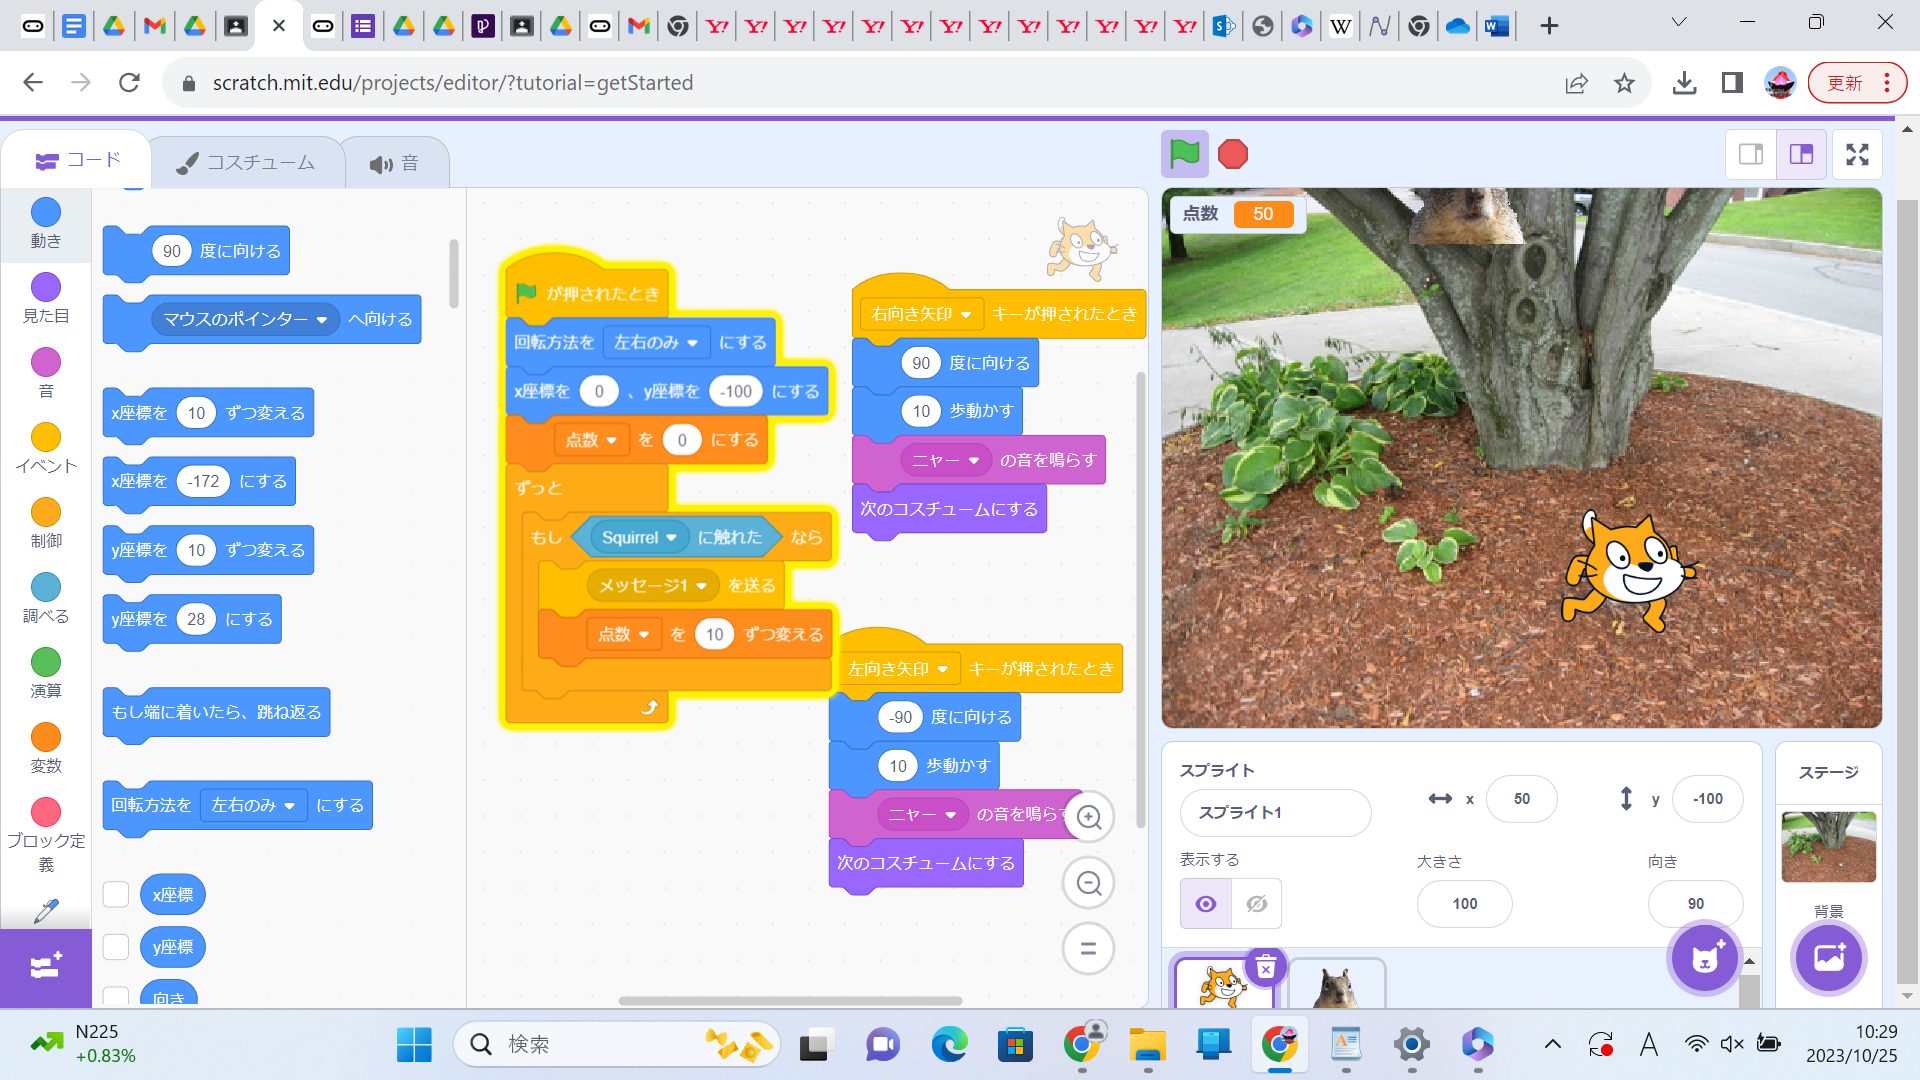 scratch.mit.edu/projects/editor/?tutorial=getStarted
更新
コード
コスチューム
音
動き
見た目
音
イベント
制御
調べる
演算
変数
ブロック定
義
90 度に向ける
マウスのポインター へ向ける
x座標を 10 ずつ変える
x座標を -172 にする
y座標を 10 ずつ変える
y座標を 28 にする
もし端に着いたら、跳ね返る
回転方法を 左右のみ にする
x座標
y座標
向き
が押されたとき
回転方法を 左右のみ にする
x座標を 0 、y座標を -100 にする
点数 を 0 にする
ずっと
もし Squirrel に触れた なら
メッセージ1 を送る
点数 を 10 ずつ変える
右向き矢印 キーが押されたとき
90 度に向ける
10 歩動かす
ニャー の音を鳴らす
次のコスチュームにする
左向き矢印 キーが押されたとき
-90 度に向ける
10 歩動かす
ニャー の音を鳴らす
次のコスチュームにする
点数 50
スプライト
スプライト1
x 50
y -100
表示する
大きさ
100
向き
90
ステージ
背景
N225
+0.83%
検索
A
10:29
2023/10/25